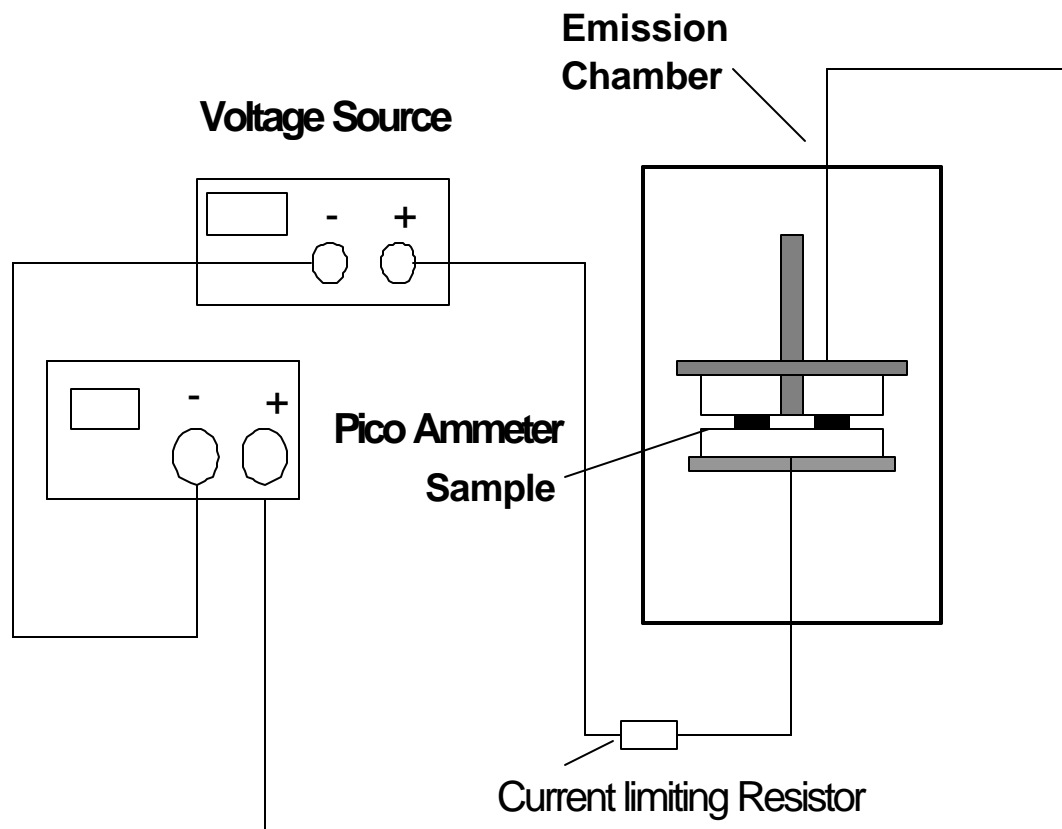 Emission
Chamber
Voltage Source
- +
- +
Pico Ammeter
Sample
Current limiting Resistor